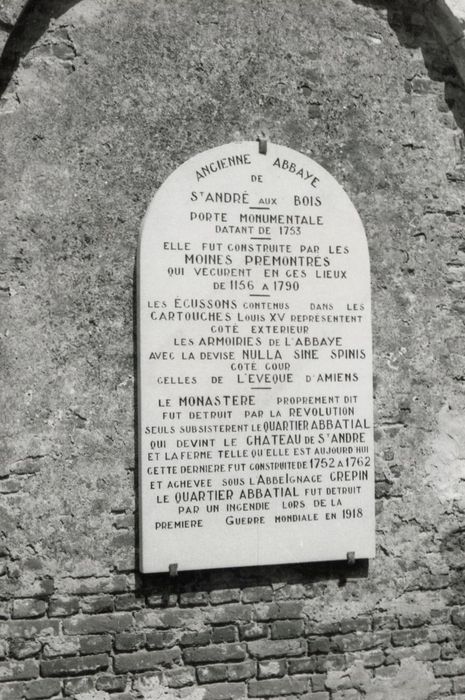 ANCIENNE ABBAYE
DE
ST ANDRÉ AUX BOIS
PORTE MONUMENTALE
DATANT DE 1753
ELLE FUT CONSTRUITE PAR LES
MOINES PRÉMONTRÉS
QUI VÉCURENT EN CES LIEUX
DE 1156 A 1790
LES ÉCUSSONS CONTENUS DANS LES
CARTOUCHES LOUIS XV REPRÉSENTENT
COTÉ EXTÉRIEUR
LES ARMOIRIES DE L'ABBAYE
AVEC LA DEVISE NULLA SINE SPINIS
COTÉ COUR
CELLES DE L'EVEQUE D'AMIENS
LE MONASTERE PROPREMENT DIT
FUT DETRUIT PAR LA REVOLUTION
SEULS SUBSISTERENT LE QUARTIER ABBATIAL
QUI DEVINT LE CHATEAU DE ST ANDRE
ET LA FERME TELLE QU'ELLE EST AUJOURD'HUI
CETTE DERNIERE FUT CONSTRUITE DE 1752 A 1762
ET ACHEVEE SOUS L'ABBEIGNAGE GREPIN
LE QUARTIER ABBATIAL FUT DETRUIT
PAR UN INCENDIE LORS DE LA
PREMIERE GUERRE MONDIALE EN 1918